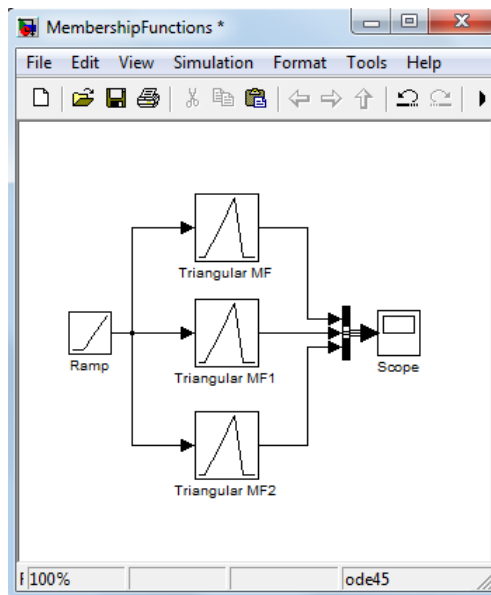 MembershipFunctions *
File Edit View Simulation Format Tools Help
Triangular MF
Ramp
Triangular MF1
Scope
Triangular MF2
F 100% ode45